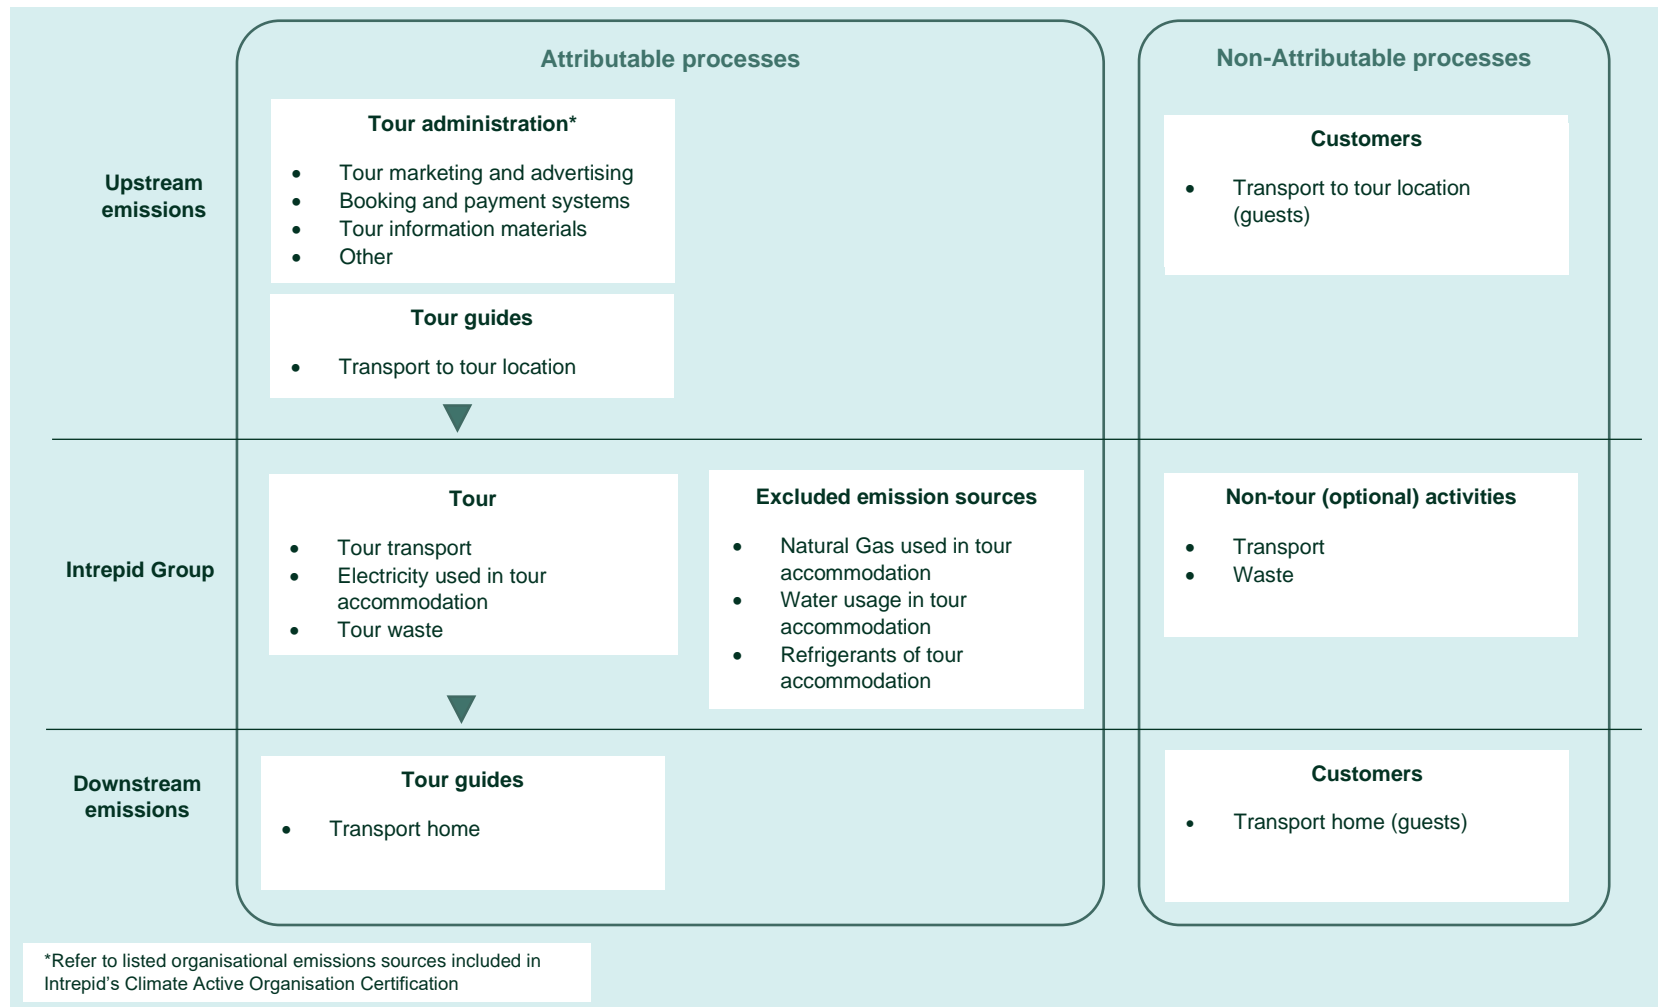 Attributable processes
Non-Attributable processes
Upstream
emissions
Tour administration*
• Tour marketing and advertising
• Booking and payment systems
• Tour information materials
• Other
Tour guides
• Transport to tour location
Customers
• Transport to tour location
(guests)
Intrepid Group
Tour
• Tour transport
• Electricity used in tour
accommodation
• Tour waste
Excluded emission sources
• Natural Gas used in tour
accommodation
• Water usage in tour
accommodation
• Refrigerants of tour
accommodation
Non-tour (optional) activities
• Transport
• Waste
Downstream
emissions
Tour guides
• Transport home
Customers
• Transport home (guests)
*Refer to listed organisational emissions sources included in
Intrepid's Climate Active Organisation Certification